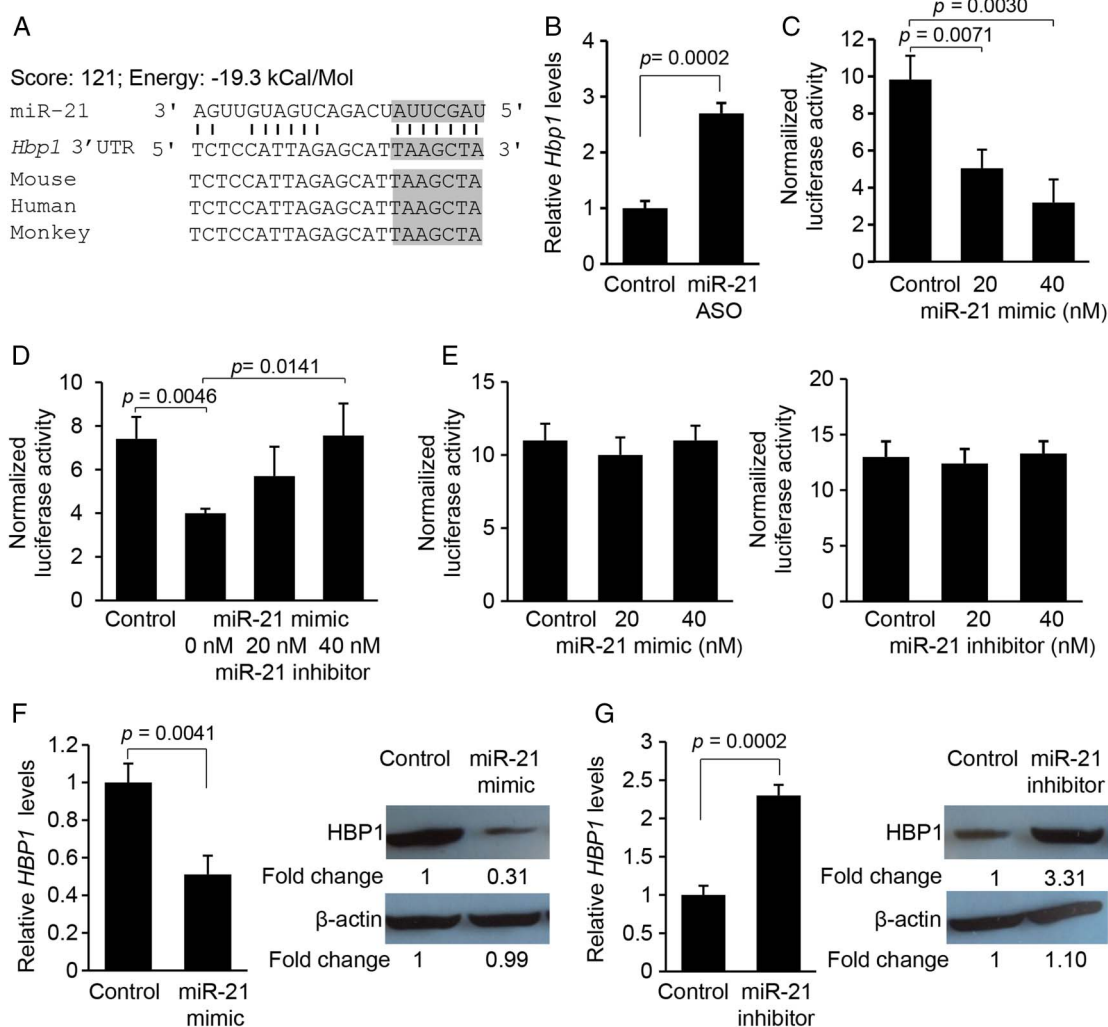 A
Score: 121; Energy: -19.3 kCal/Mol
miR-21 3' AGUUGUAGUCAGACUAUUCGAU 5'
Hbp1 3'UTR 5' TCTCCATTAGAGCATTAAGCTA 3'
Mouse TCTCCATTAGAGCATTAAGCTA
Human TCTCCATTAGAGCATTAAGCTA
Monkey TCTCCATTAGAGCATTAAGCTA
B
Relative Hbp1 levels
4
3
2
1
0
p= 0.0002
Control miR-21
ASO
C
Normailized
luciferase activity
12
10
8
6
4
2
0
p = 0.0030
p = 0.0071
Control 20 40
miR-21 mimic (nM)
D
Normailized
luciferase activity
10
8
6
4
2
0
p= 0.0141
p = 0.0046
Control miR-21 mimic
0 nM 20 nM 40 nM
miR-21 inhibitor
E
Normailized
luciferase activity
15
10
5
0
Control 20 40
miR-21 mimic (nM)
Normailized
luciferase activity
20
15
10
5
0
Control 20 40
miR-21 inhibitor (nM)
F
Relative HBP1 levels
1.2
1
0.8
0.6
0.4
0.2
0
p = 0.0041
Control miR-21
mimic
Control miR-21
mimic
HBP1
Fold change 1 0.31
β-actin
Fold change 1 0.99
G
Relative HBP1 levels
3
2.5
2
1.5
1
0.5
0
p = 0.0002
Control miR-21
inhibitor
Control miR-21
inhibitor
HBP1
Fold change 1 3.31
β-actin
Fold change 1 1.10